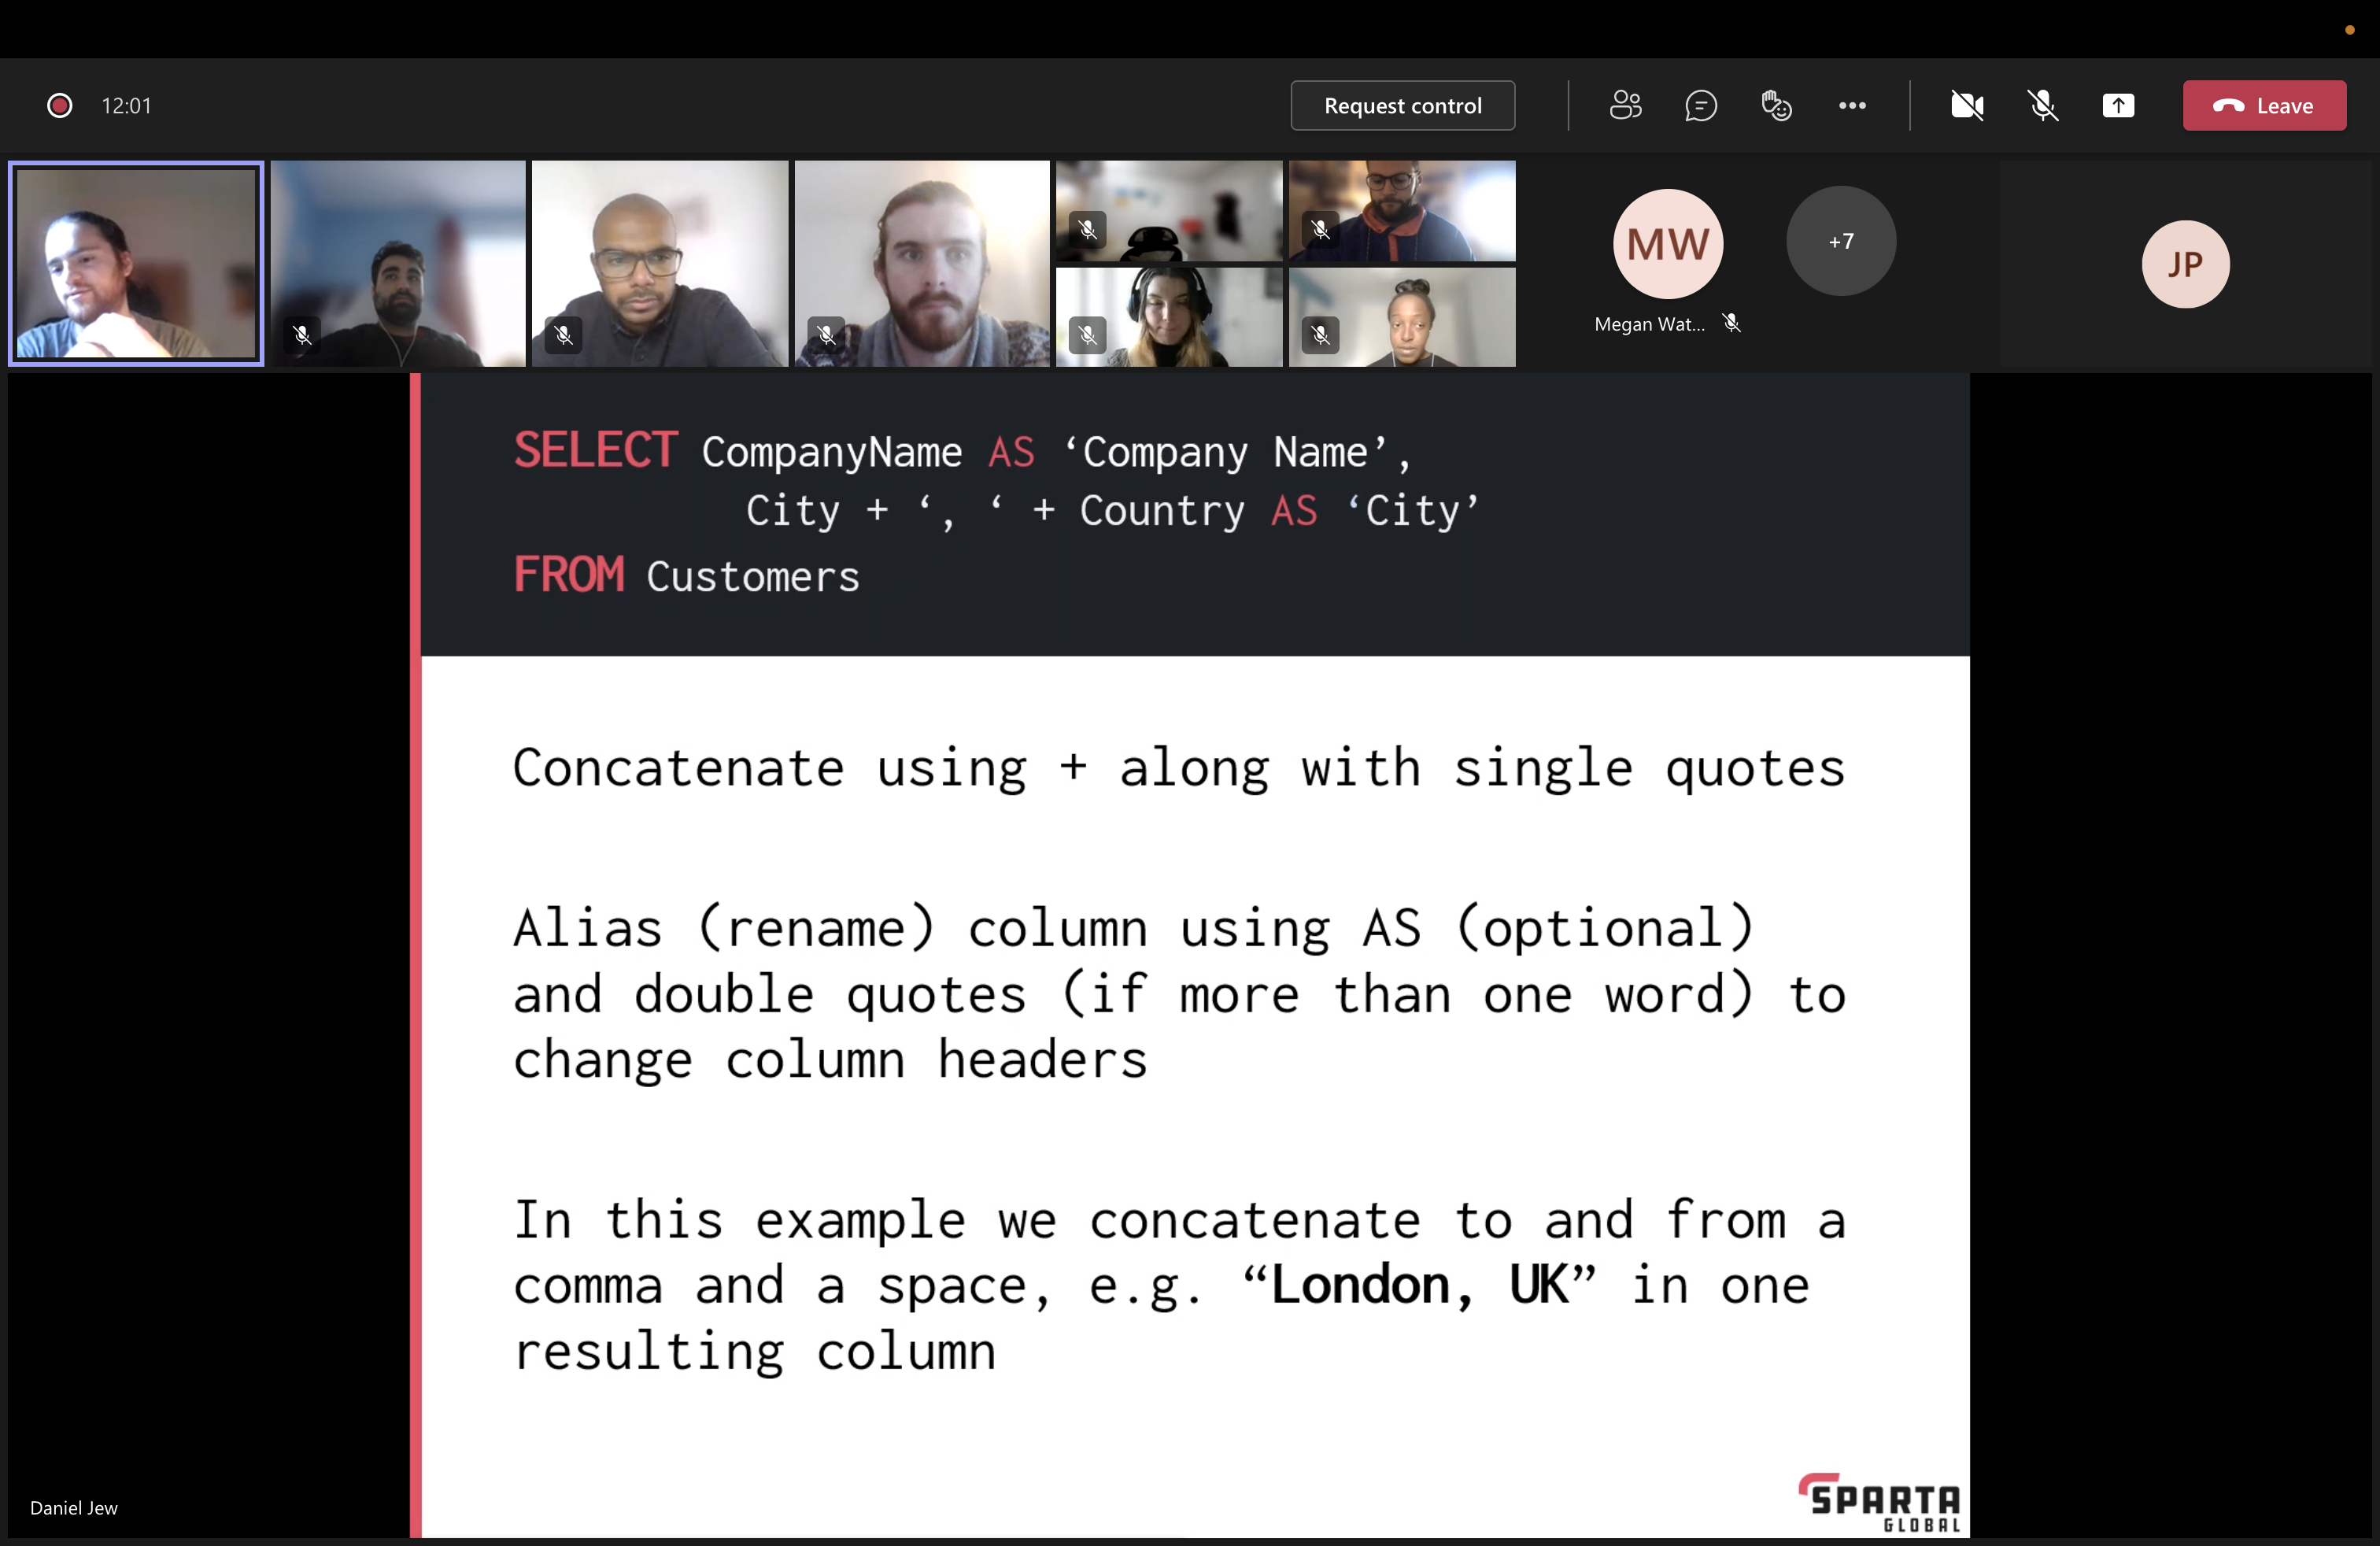 12:01
Request control
Leave
MW
+7
JP
Megan Wat...
SELECT CompanyName AS ‘Company Name’,
City + ‘, ‘ + Country AS ‘City’
FROM Customers
Concatenate using + along with single quotes
Alias (rename) column using AS (optional)
and double quotes (if more than one word) to
change column headers
In this example we concatenate to and from a
comma and a space, e.g. “London, UK” in one
resulting column
Daniel Jew
SPARTA
GLOBAL